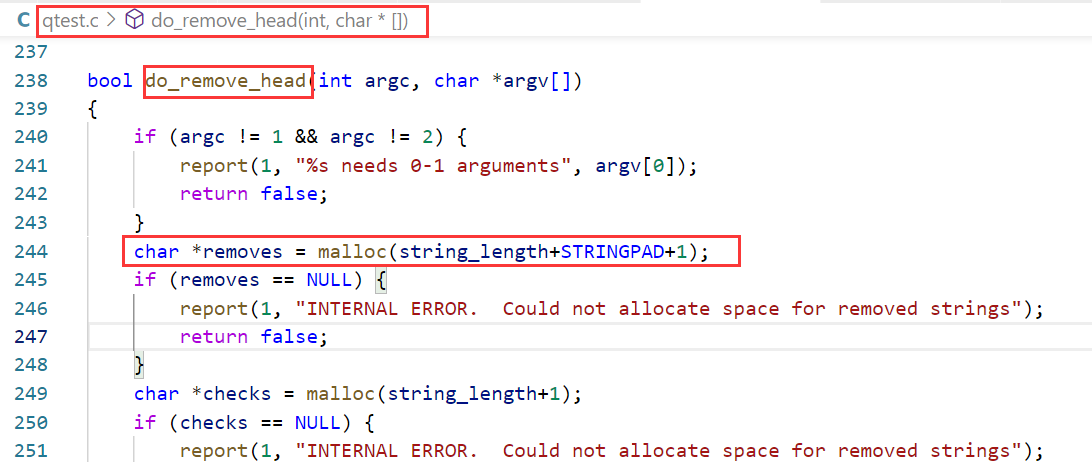 C qtest.c > do_remove_head(int, char * [])
237
238 bool do_remove_head(int argc, char *argv[])
239 {
240 if (argc != 1 && argc != 2) {
241 report(1, "%s needs 0-1 arguments", argv[0]);
242 return false;
243 }
244 char *removes = malloc(string_length+STRINGPAD+1);
245 if (removes == NULL) {
246 report(1, "INTERNAL ERROR.  Could not allocate space for removed strings");
247 return false;
248 }
249 char *checks = malloc(string_length+1);
250 if (checks == NULL) {
251 report(1, "INTERNAL ERROR.  Could not allocate space for removed strings");